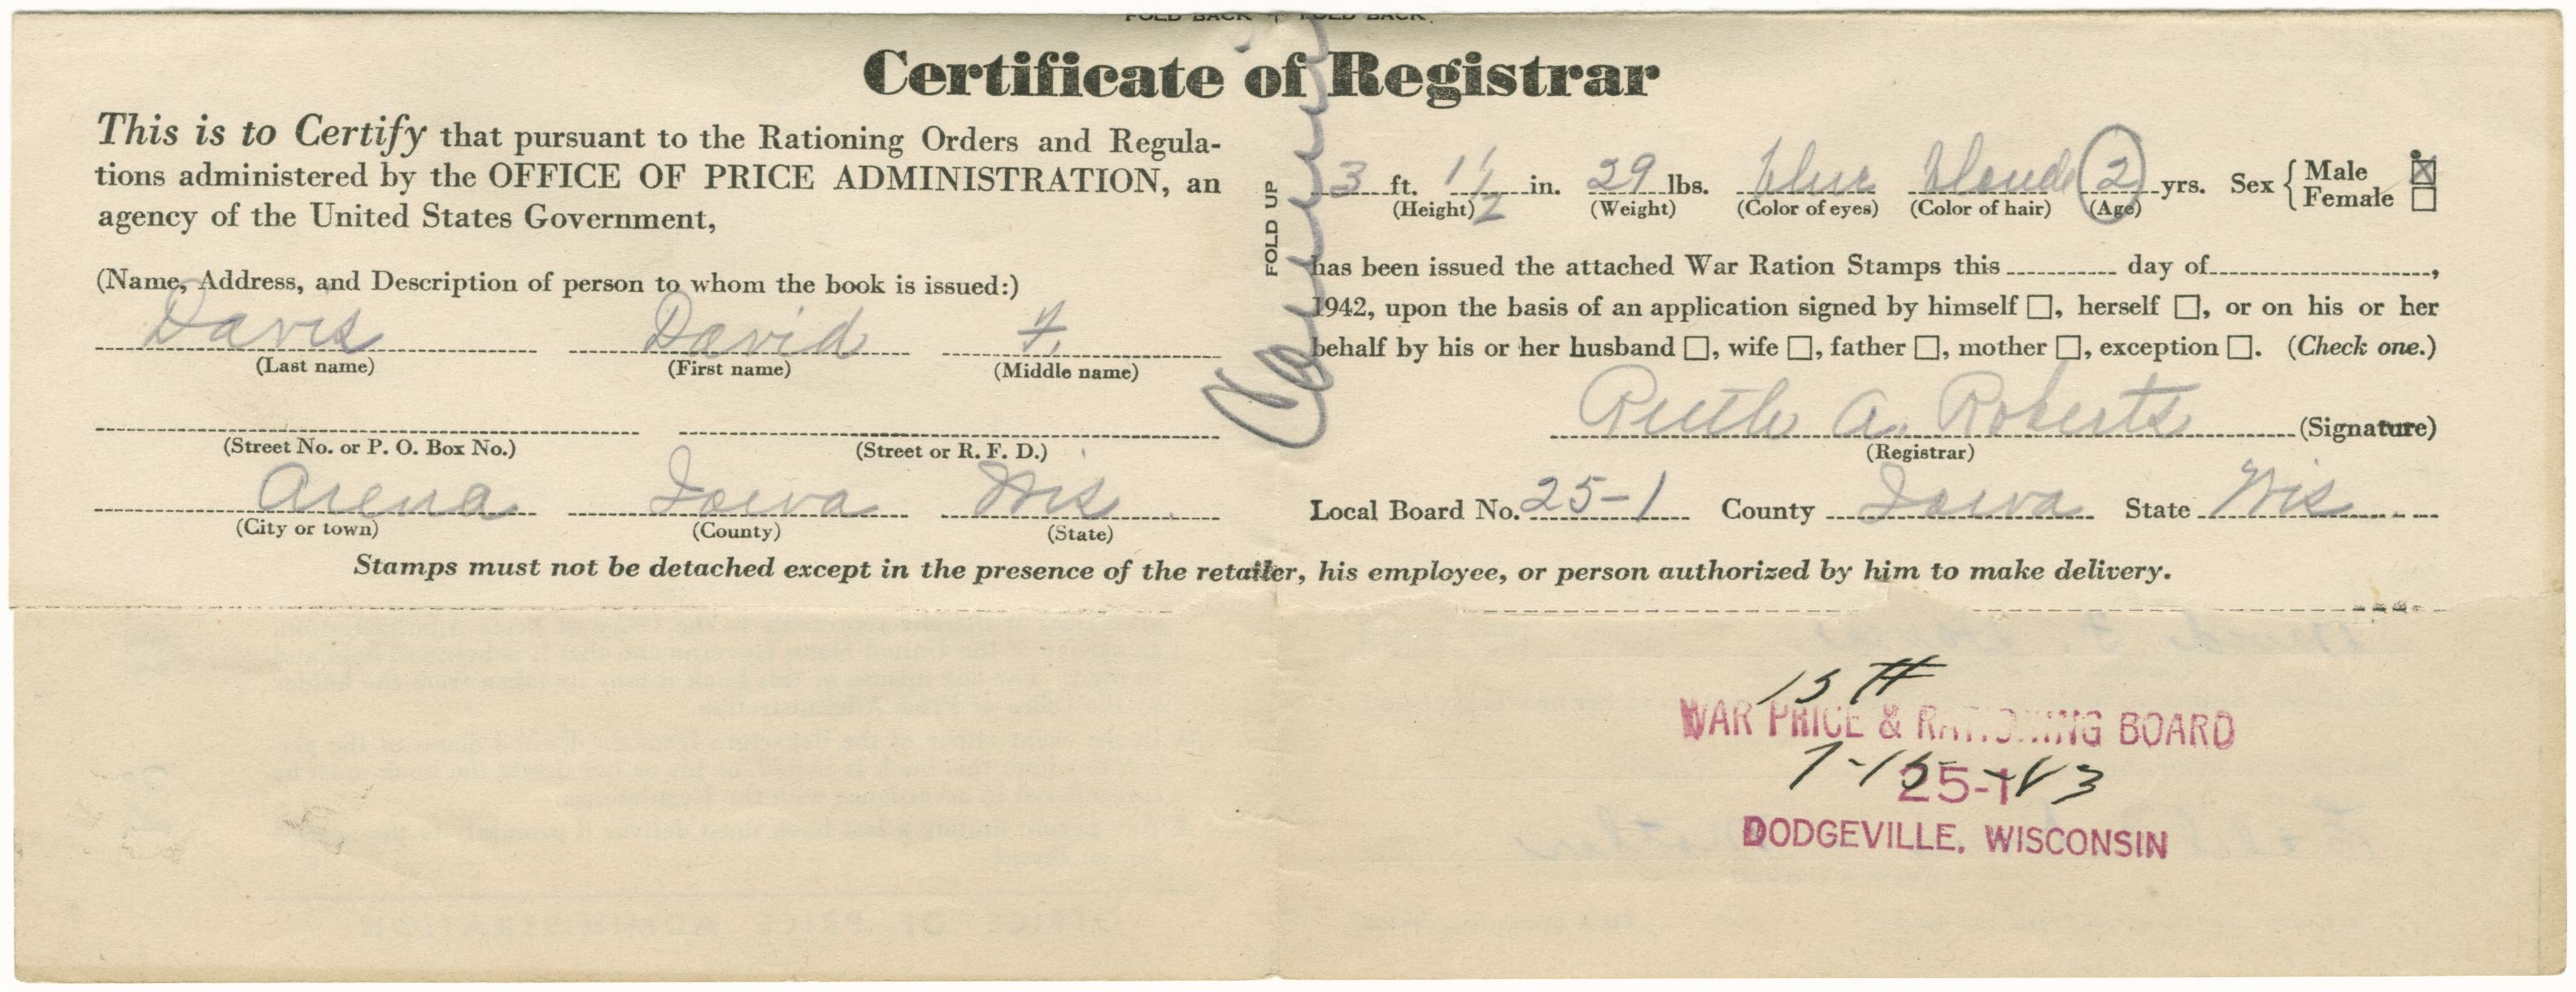 FOLD BACK FOLD BACK.
Certificate of Registrar
This is to Certify that pursuant to the Rationing Orders and Regula-
tions administered by the OFFICE OF PRICE ADMINISTRATION, an
agency of the United States Government,
(Name, Address, and Description of person to whom the book is issued:)
Davis David F.
(Last name) (First name) (Middle name)
(Street No. or P. O. Box No.) (Street or R. F. D.)
Arena Iowa Wis
(City or town) (County) (State)
FOLD UP
3 ft. 1 1/2 in. 29 lbs. blue blond 2 yrs. Sex { Male ☒
Female ☐
(Height) (Weight) (Color of eyes) (Color of hair) (Age)
has been issued the attached War Ration Stamps this ---------- day of --------------------,
1942, upon the basis of an application signed by himself ☐, herself ☐, or on his or her
behalf by his or her husband ☐, wife ☐, father ☐, mother ☐, exception ☐. (Check one.)
Ruth A. Roberts (Signature)
(Registrar)
Local Board No. 25-1 County Iowa State Wis
Stamps must not be detached except in the presence of the retailer, his employee, or person authorized by him to make delivery.
15 #
WAR PRICE & RATIONING BOARD
7-15-43
25-1
DODGEVILLE, WISCONSIN